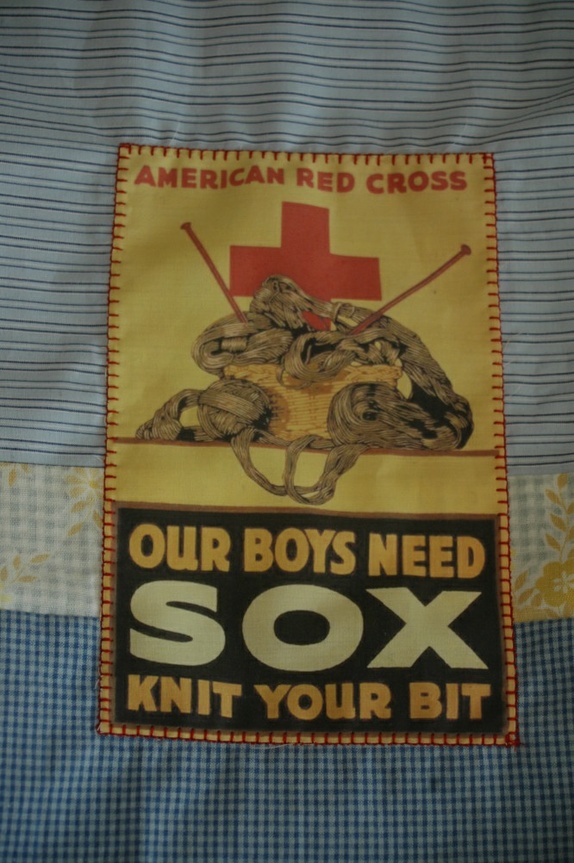 AMERICAN RED CROSS
OUR BOYS NEED
SOX
KNIT YOUR BIT